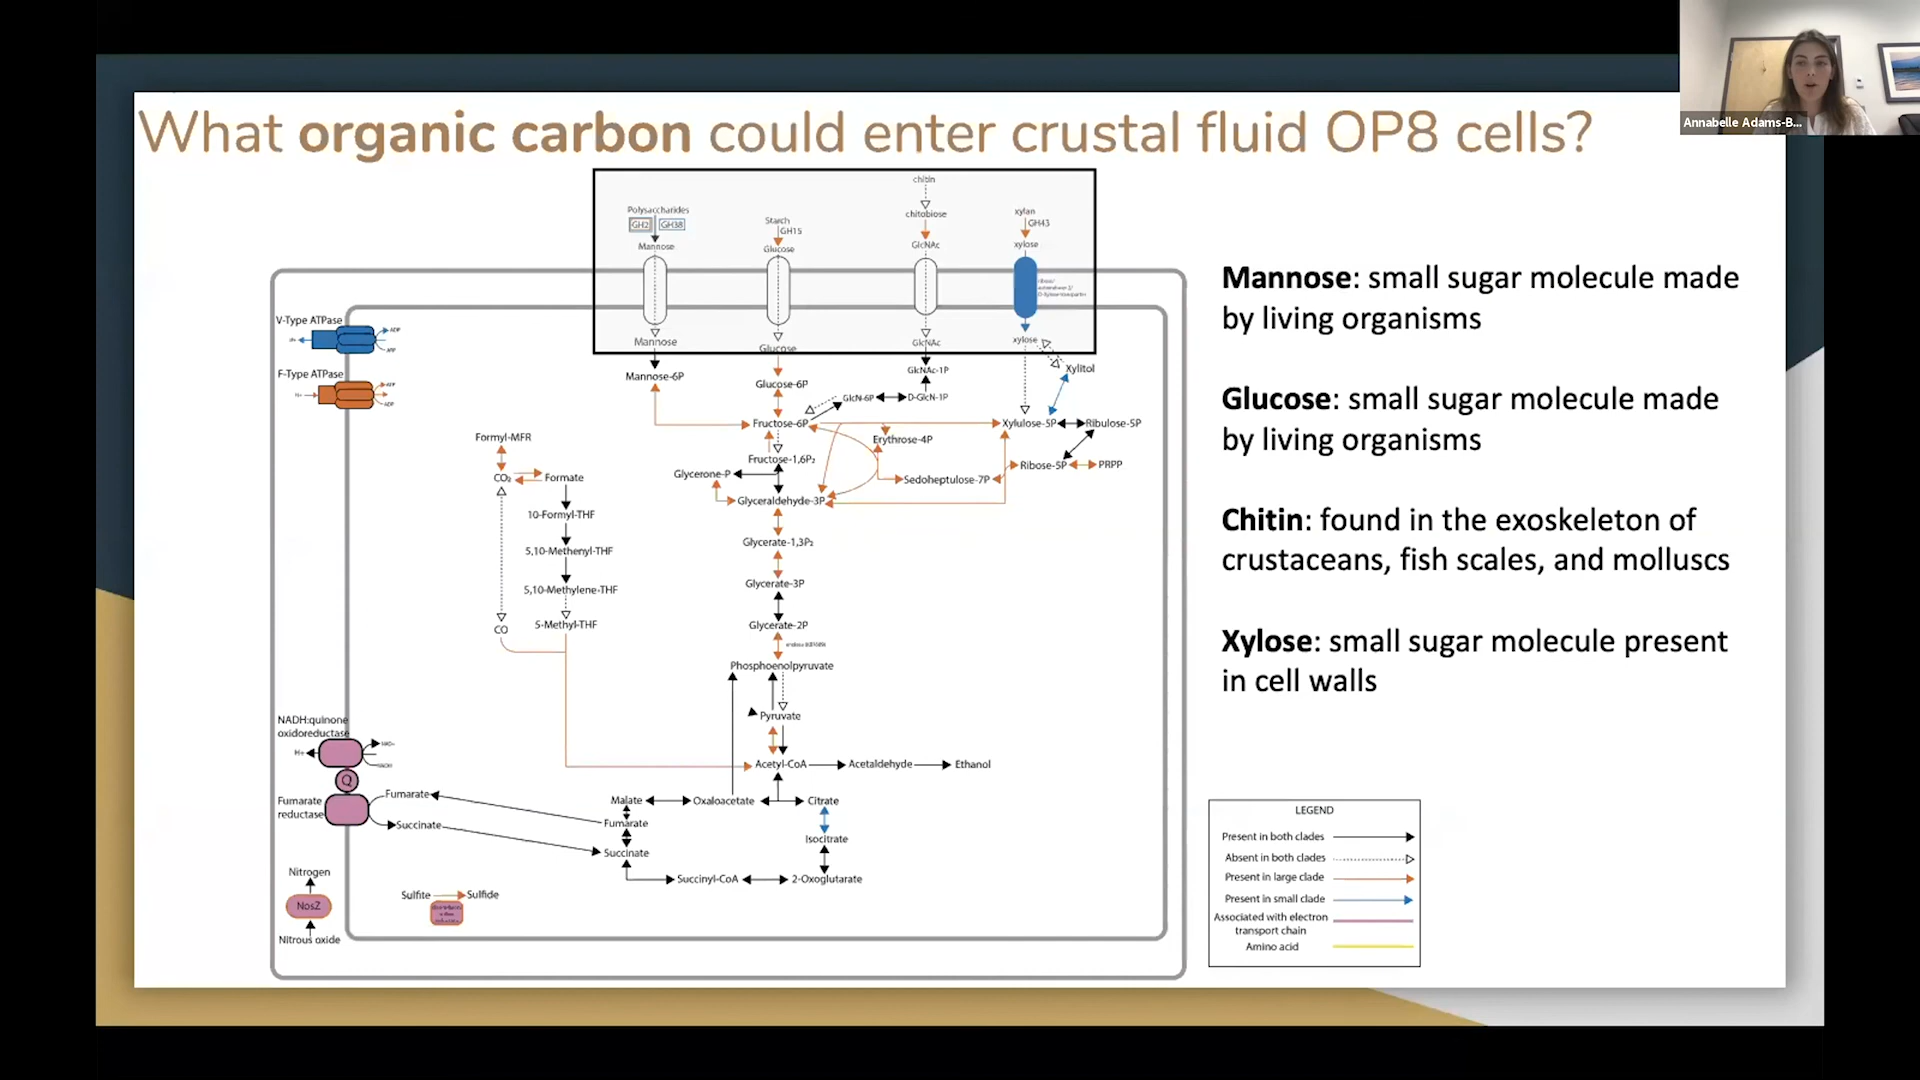 Annabelle Adams-B...
What organic carbon could enter crustal fluid OP8 cells?
chitin
chitobiose
GlcNAc
Polysaccharides
GH2 GH38
Mannose
Starch
GH15
Glucose
xylan
GH43
xylose
Mannose
Glucose
GlcNAc
xylose
V-Type ATPase
ADP
ATP
F-Type ATPase
H+
ATP
ADP
Mannose-6P
Glucose-6P
GlcNAc-1P
Xylitol
GlcN-6P
D-GlcN-1P
Fructose-6P
Xylulose-5P
Ribulose-5P
Erythrose-4P
Formyl-MFR
Fructose-1,6P₂
Ribose-5P
PRPP
CO₂
Formate
Glycerone-P
Sedoheptulose-7P
Glyceraldehyde-3P
10-Formyl-THF
Glycerate-1,3P₂
5,10-Methenyl-THF
5,10-Methylene-THF
Glycerate-3P
CO
5-Methyl-THF
Glycerate-2P
Phosphoenolpyruvate
Pyruvate
NADH:quinone
oxidoreductase
H+
NAD+
NADH
Q
Acetyl-CoA
Acetaldehyde
Ethanol
Fumarate
reductase
Fumarate
Succinate
Malate
Oxaloacetate
Citrate
Fumarate
Isocitrate
Succinate
Succinyl-CoA
2-Oxoglutarate
Nitrogen
NosZ
Nitrous oxide
Sulfite
Sulfide
Mannose: small sugar molecule made
by living organisms
Glucose: small sugar molecule made
by living organisms
Chitin: found in the exoskeleton of
crustaceans, fish scales, and molluscs
Xylose: small sugar molecule present
in cell walls
LEGEND
Present in both clades
Absent in both clades
Present in large clade
Present in small clade
Associated with electron
transport chain
Amino acid